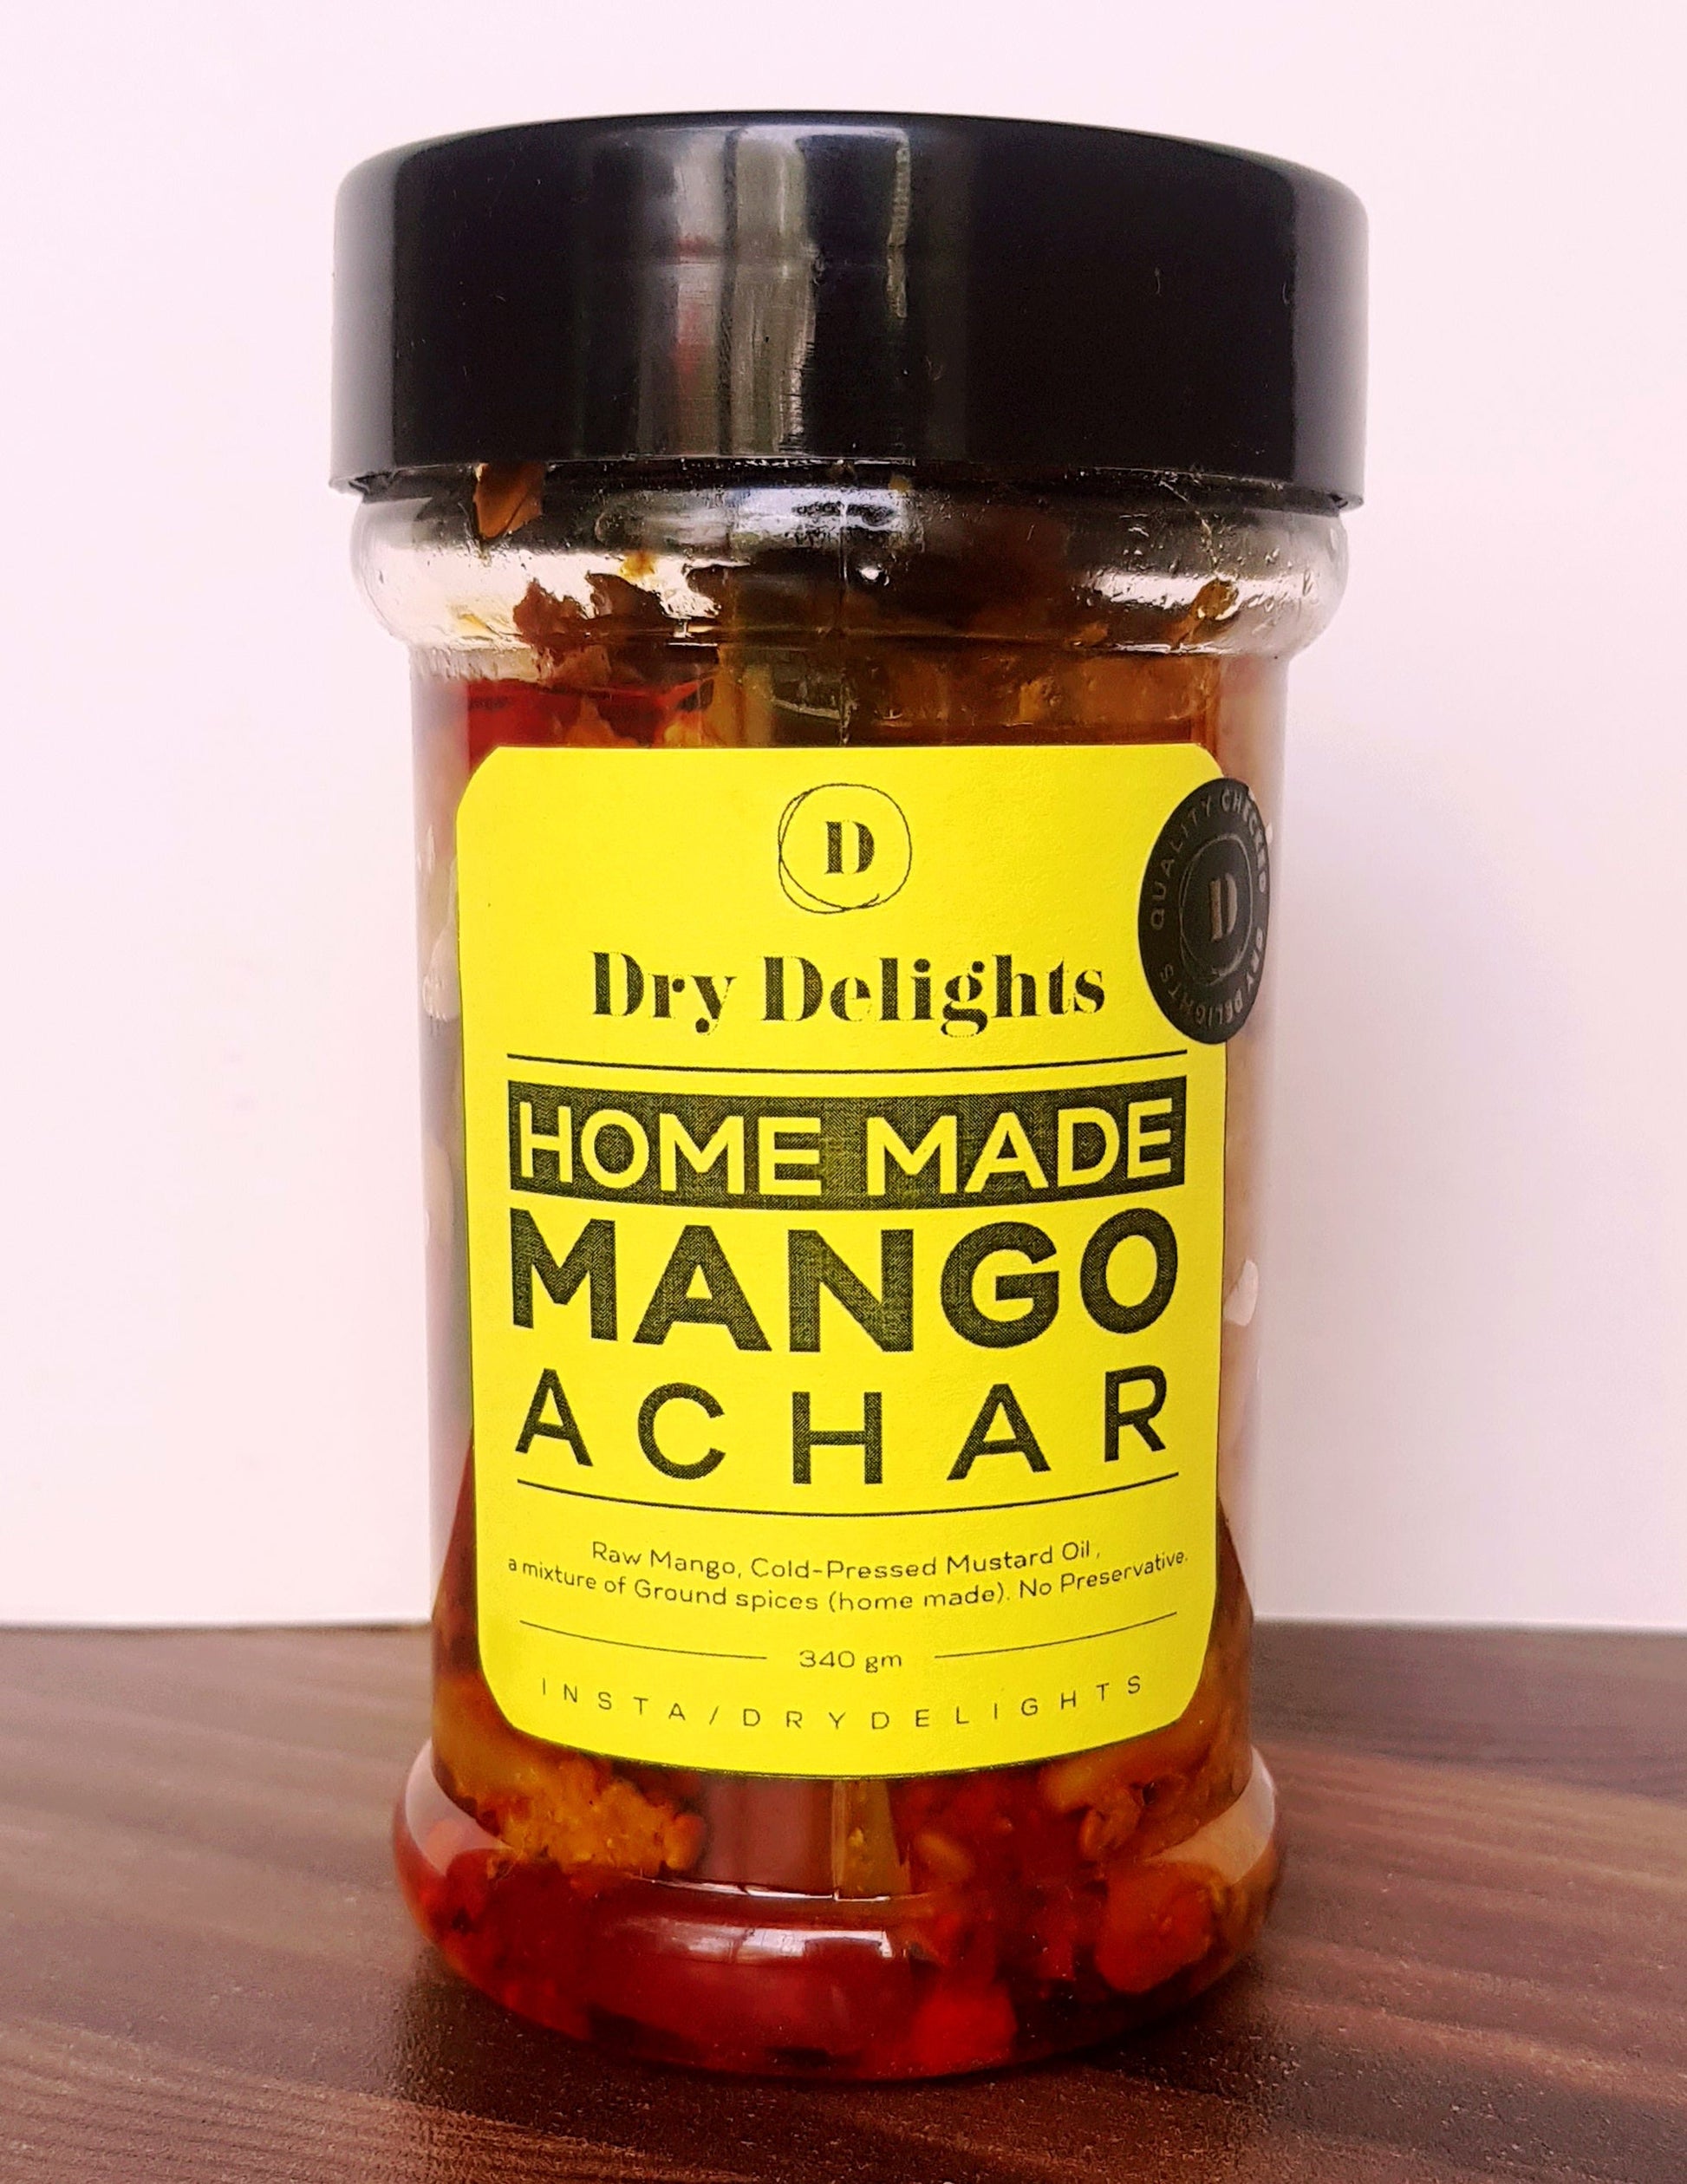 D
Dry Delights
HOME MADE
MANGO
ACHAR
Raw Mango, Cold-Pressed Mustard Oil ,
a mixture of Ground spices (home made). No Preservative.
340 gm
INSTA/DRYDELIGHTS
QUALITY CHECKED
D
DRY DELIGHTS